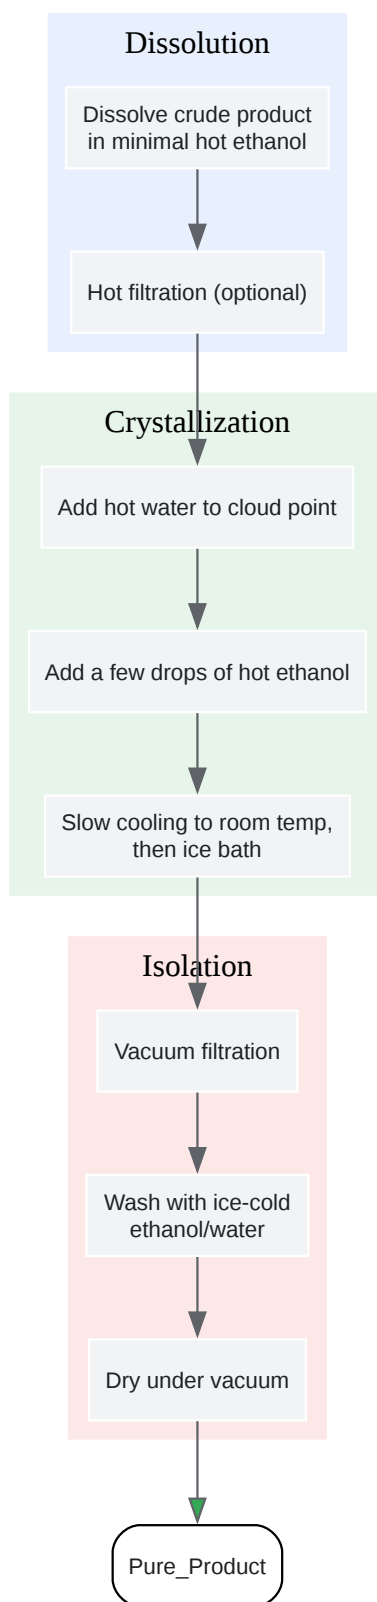 Dissolution
Dissolve crude product
in minimal hot ethanol
Hot filtration (optional)
Crystallization
Add hot water to cloud point
Add a few drops of hot ethanol
Slow cooling to room temp,
then ice bath
Isolation
Vacuum filtration
Wash with ice-cold
ethanol/water
Dry under vacuum
Pure_Product